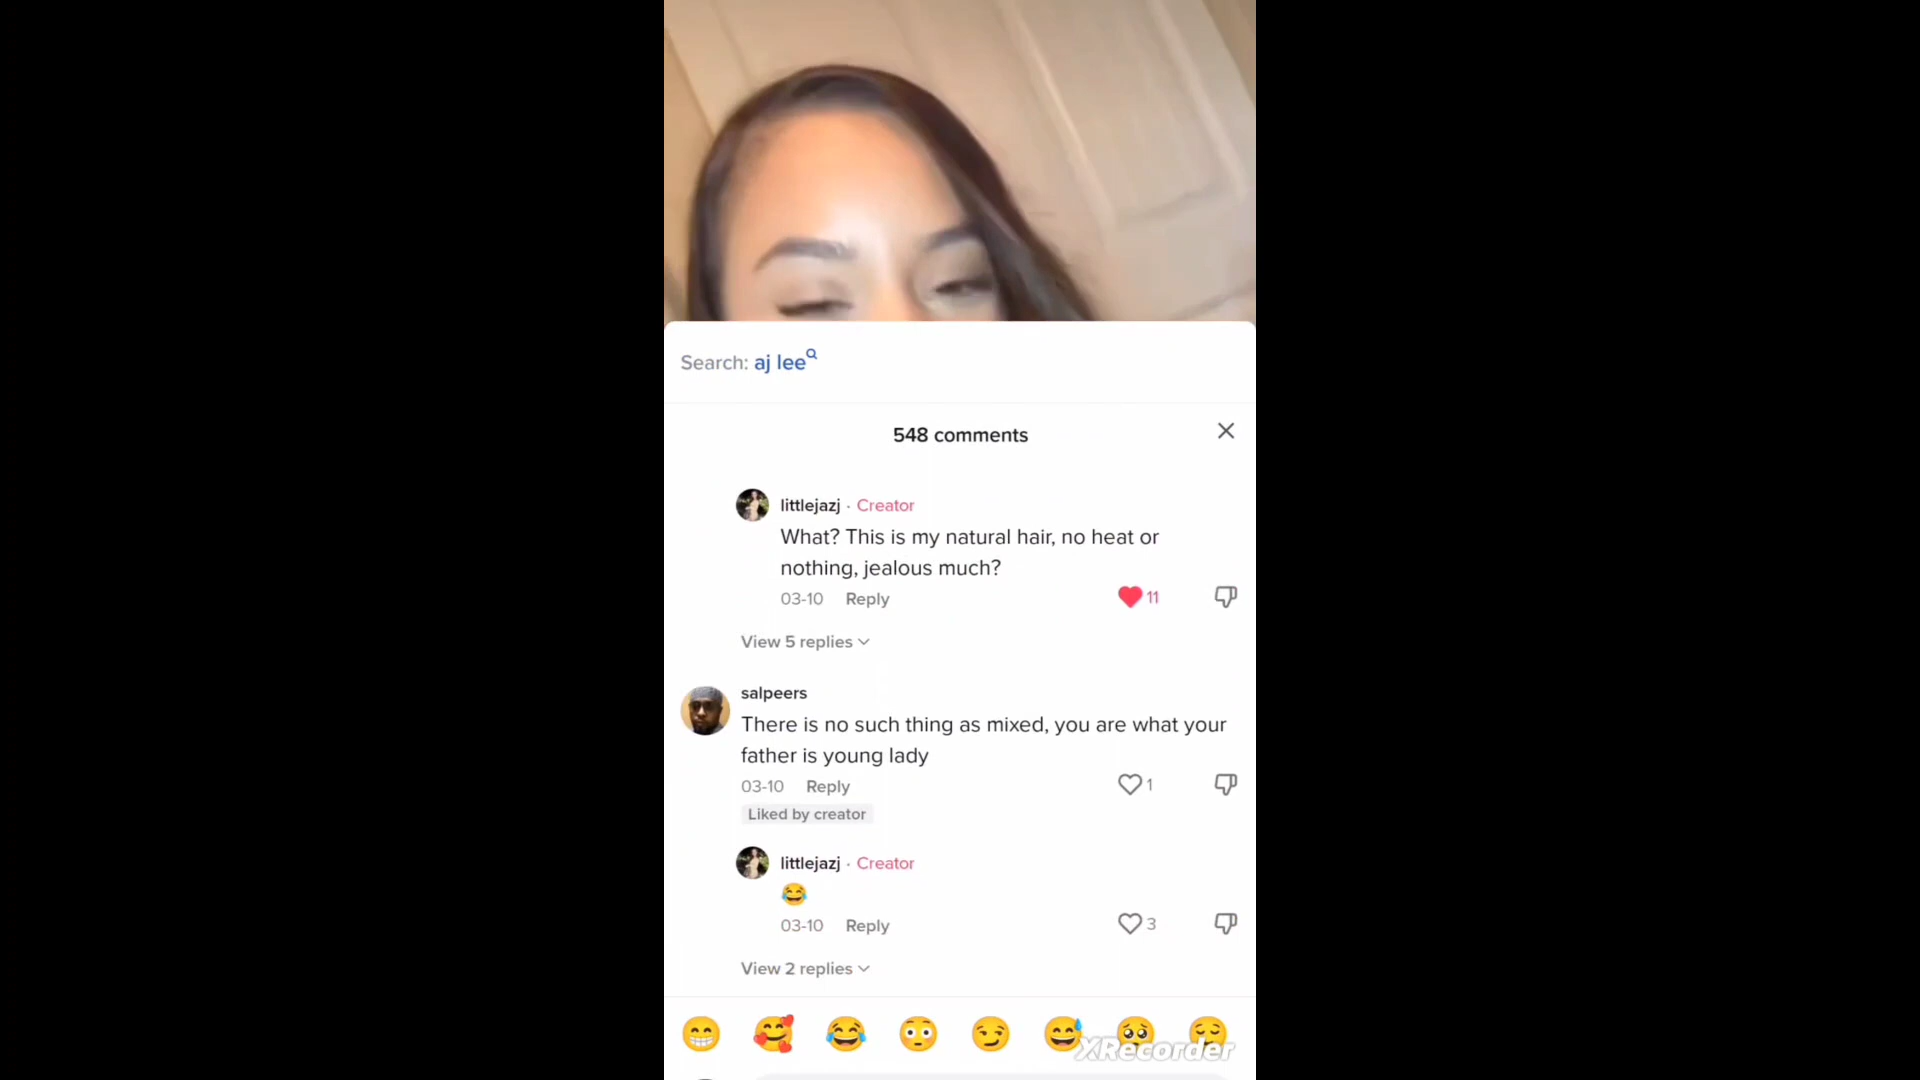 Search: aj lee
548 comments
littlejazj · Creator
What? This is my natural hair, no heat or
nothing, jealous much?
03-10 Reply
11
View 5 replies
salpeers
There is no such thing as mixed, you are what your
father is young lady
03-10 Reply
1
Liked by creator
littlejazj · Creator
😂
03-10 Reply
3
View 2 replies
😁 🥰 😂 😳 😏 😅 🥺 😌
XRecorder